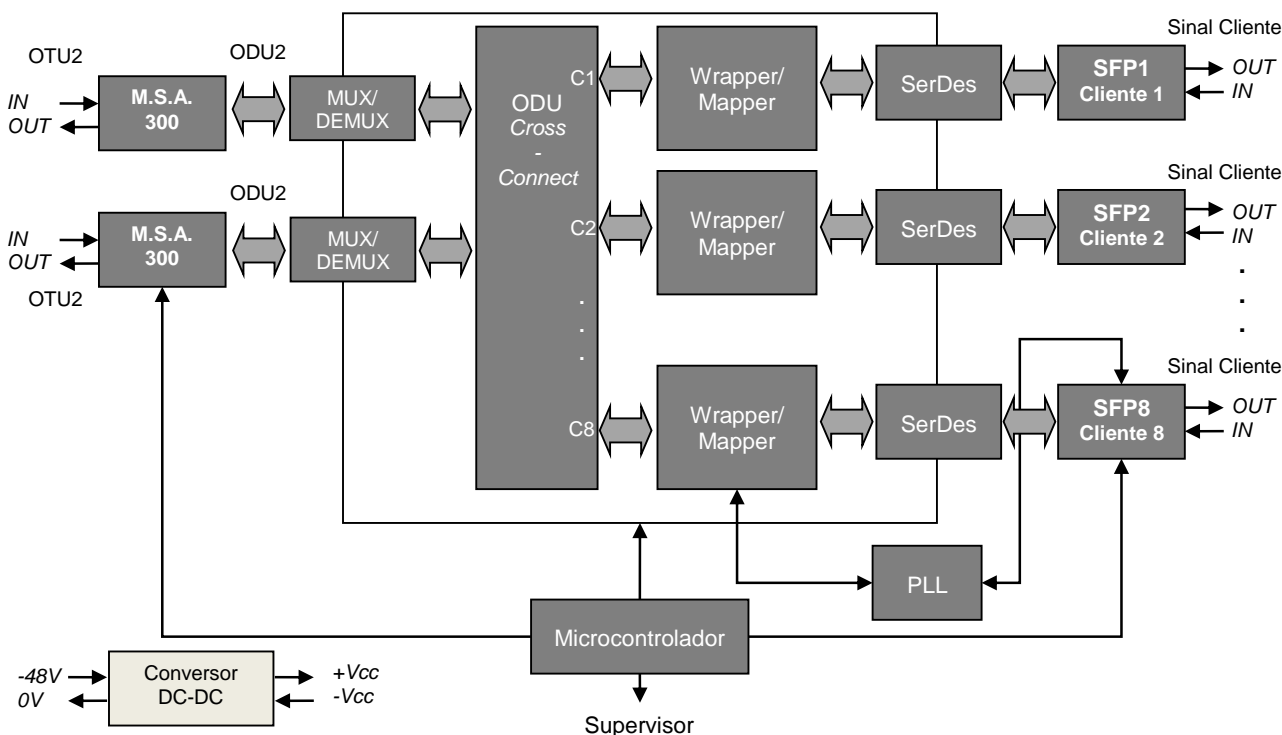 Sinal Cliente
OTU2
ODU2
IN
OUT
M.S.A.
300
MUX/
DEMUX
ODU
Cross
-
Connect
C1
Wrapper/
Mapper
SerDes
SFP1
Cliente 1
OUT
IN
ODU2
Sinal Cliente
IN
OUT
OTU2
M.S.A.
300
MUX/
DEMUX
C2
Wrapper/
Mapper
SerDes
SFP2
Cliente 2
OUT
IN
.
.
.
.
.
.
Sinal Cliente
C8
Wrapper/
Mapper
SerDes
SFP8
Cliente 8
OUT
IN
PLL
Microcontrolador
-48V
0V
Conversor
DC-DC
+Vcc
-Vcc
Supervisor